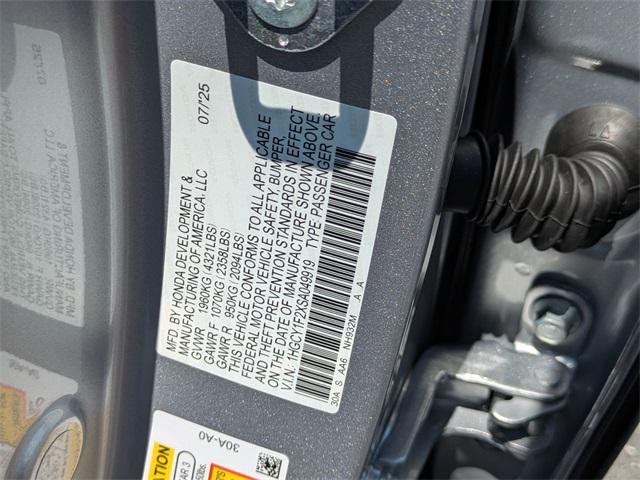 MFD BY HONDA DEVELOPMENT &
MANUFACTURING OF AMERICA, LLC 07/25
GVWR 1960KG (4321LBS)
GAWR F 1070KG (2358LBS)
GAWR R 950KG (2094LBS)
THIS VEHICLE CONFORMS TO ALL APPLICABLE
FEDERAL MOTOR VEHICLE SAFETY, BUMPER,
AND THEFT PREVENTION STANDARDS IN EFFECT
ON THE DATE OF MANUFACTURE SHOWN ABOVE.
V.I.N.: 1HGCY1F2XSA049919 TYPE: PASSENGER CAR
30A S AA6 NH932M A A
30A-A0